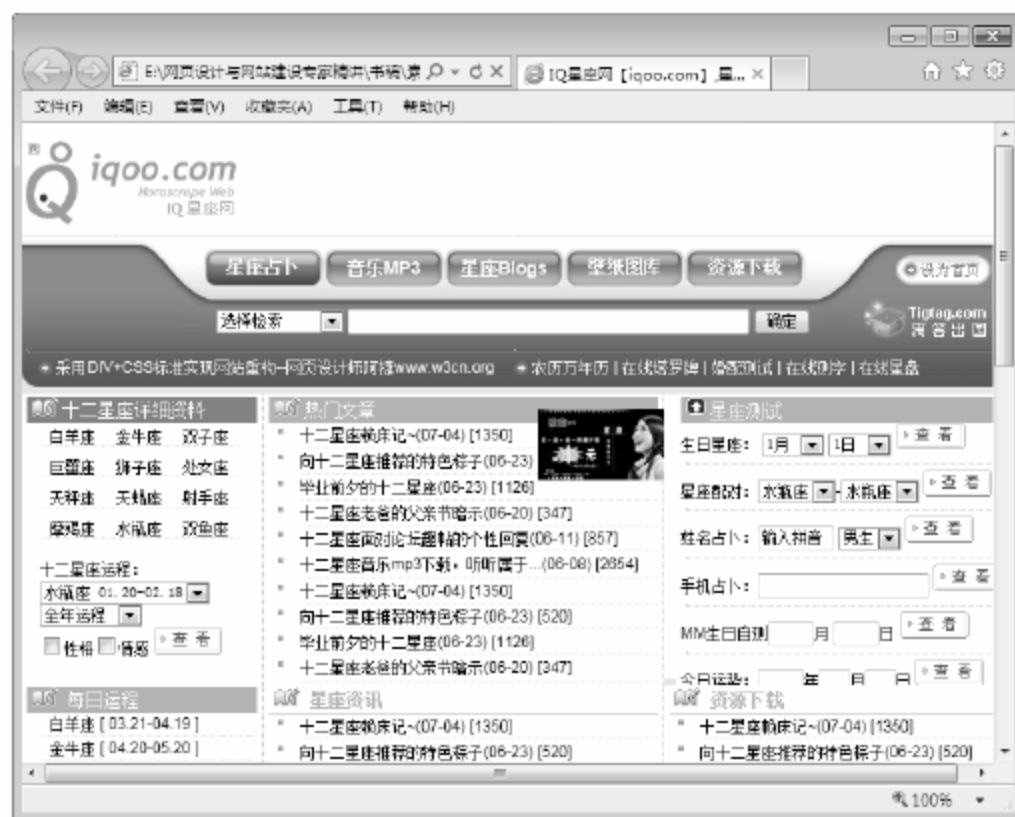 E:\网页设计与网站建设专家精讲\书稿\素
IQ星座网【iqoo.com】,星...
文件(F) 编辑(E) 查看(V) 收藏夹(A) 工具(T) 帮助(H)
iqoo.com
Horoscrope Web
IQ星座网
星座占卜 音乐MP3 星座Blogs 壁纸图库 资源下载
设为首页
选择检索 确定
Tigtag.com
寓答出国
采用DIV+CSS标准实现网站重构--网页设计师阿捷www.w3cn.org
农历万年历 | 在线塔罗牌 | 婚配测试 | 在线测字 | 在线星盘
十二星座详细资料
白羊座 金牛座 双子座
巨蟹座 狮子座 处女座
天秤座 天蝎座 射手座
摩羯座 水瓶座 双鱼座
十二星座运程:
水瓶座 01.20-02.18
全年运程
性格 情感 查 看
每日运程
白羊座 [ 03.21-04.19 ]
金牛座 [ 04.20-05.20 ]
热门文章
十二星座赖床记~(07-04) [1350]
向十二星座推荐的特色粽子(06-23)
毕业前夕的十二星座(06-23) [1126]
十二星座老爸的父亲节暗示(06-20) [347]
十二星座面对论坛趣帖的个性回复(06-11) [857]
十二星座音乐mp3下载,听听属于...(06-08) [2654]
十二星座赖床记~(07-04) [1350]
向十二星座推荐的特色粽子(06-23) [520]
毕业前夕的十二星座(06-23) [1126]
十二星座老爸的父亲节暗示(06-20) [347]
星座资讯
十二星座赖床记~(07-04) [1350]
向十二星座推荐的特色粽子(06-23) [520]
星座测试
生日星座: 1月 1日 查 看
星座配对: 水瓶座 - 水瓶座 查 看
姓名占卜: 输入拼音 男生 查 看
手机占卜: 查 看
MM生日自测 月 日 查 看
今日运势: 年 月 日 查 看
资源下载
十二星座赖床记~(07-04) [1350]
向十二星座推荐的特色粽子(06-23) [520]
100%